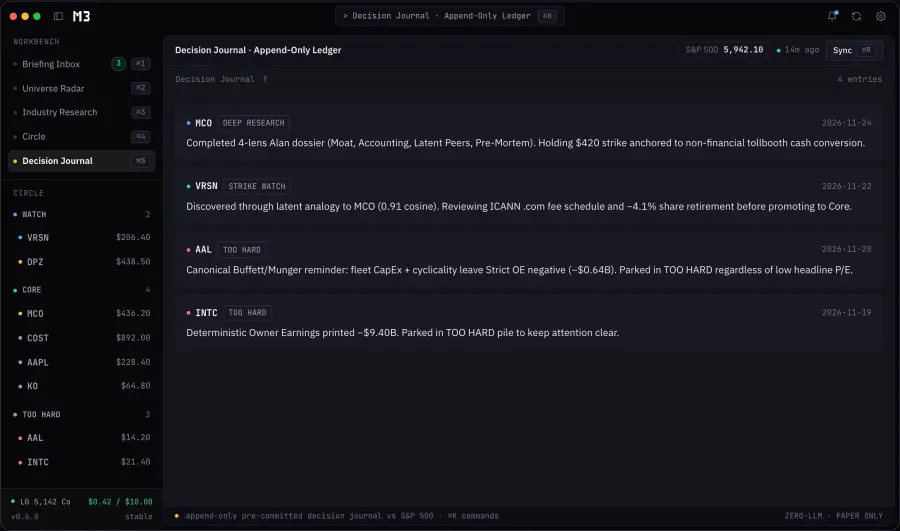 M3
> Decision Journal · Append-Only Ledger ⌘K
WORKBENCH
Briefing Inbox 3 ⌘1
Universe Radar ⌘2
Industry Research ⌘3
Circle ⌘4
Decision Journal ⌘5
CIRCLE
WATCH 2
VRSN $206.40
DPZ $438.50
CORE 4
MCO $436.20
COST $892.00
AAPL $228.40
KO $64.80
TOO HARD 2
AAL $14.20
INTC $21.40
L0 5,142 Co $0.42 / $10.00
v0.6.0 stable
Decision Journal · Append-Only Ledger
S&P 500 5,942.10 14m ago Sync ⌘R
Decision Journal ? 4 entries
MCO DEEP RESEARCH 2026-11-24
Completed 4-lens Alan dossier (Moat, Accounting, Latent Peers, Pre-Mortem). Holding $420 strike anchored to non-financial tollbooth cash conversion.
VRSN STRIKE WATCH 2026-11-22
Discovered through latent analogy to MCO (0.91 cosine). Reviewing ICANN .com fee schedule and −4.1% share retirement before promoting to Core.
AAL TOO HARD 2026-11-20
Canonical Buffett/Munger reminder: fleet CapEx + cyclicality leave Strict OE negative (−$0.64B). Parked in TOO HARD regardless of low headline P/E.
INTC TOO HARD 2026-11-19
Deterministic Owner Earnings printed −$9.40B. Parked in TOO HARD pile to keep attention clear.
append-only pre-committed decision journal vs S&P 500 · ⌘K commands
ZERO-LLM · PAPER ONLY